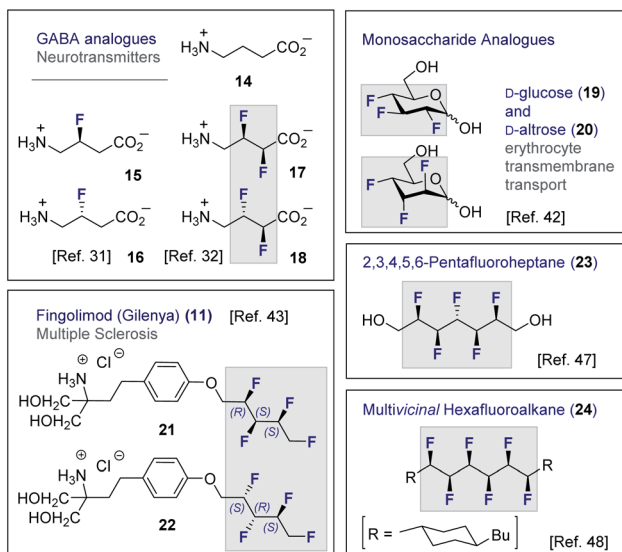 GABA analogues
Neurotransmitters
H3N+
CO2−
14
F
H3N+
CO2−
15
F
H3N+
CO2−
F
17
F
H3N+
CO2−
[Ref. 31]
16
F
H3N+
CO2−
F
[Ref. 32]
18
Monosaccharide Analogues
OH
F
O
F
F
OH
HO
F
O
F
F
OH
D-glucose (19)
and
D-altrose (20)
erythrocyte
transmembrane
transport
[Ref. 42]
2,3,4,5,6-Pentafluoroheptane (23)
F F F
HO OH
F F
[Ref. 47]
Fingolimod (Gilenya) (11) [Ref. 43]
Multiple Sclerosis
+ Cl−
NH3
HOH2C
HOH2C
O
F F
(R) (S)
(S)
F F
21
+ Cl−
NH3
HOH2C
HOH2C
O
F F
(S) (R)
(S)
F F
22
Multivicinal Hexafluoroalkane (24)
F F F
R R
F F F
[R = Bu]
[Ref. 48]